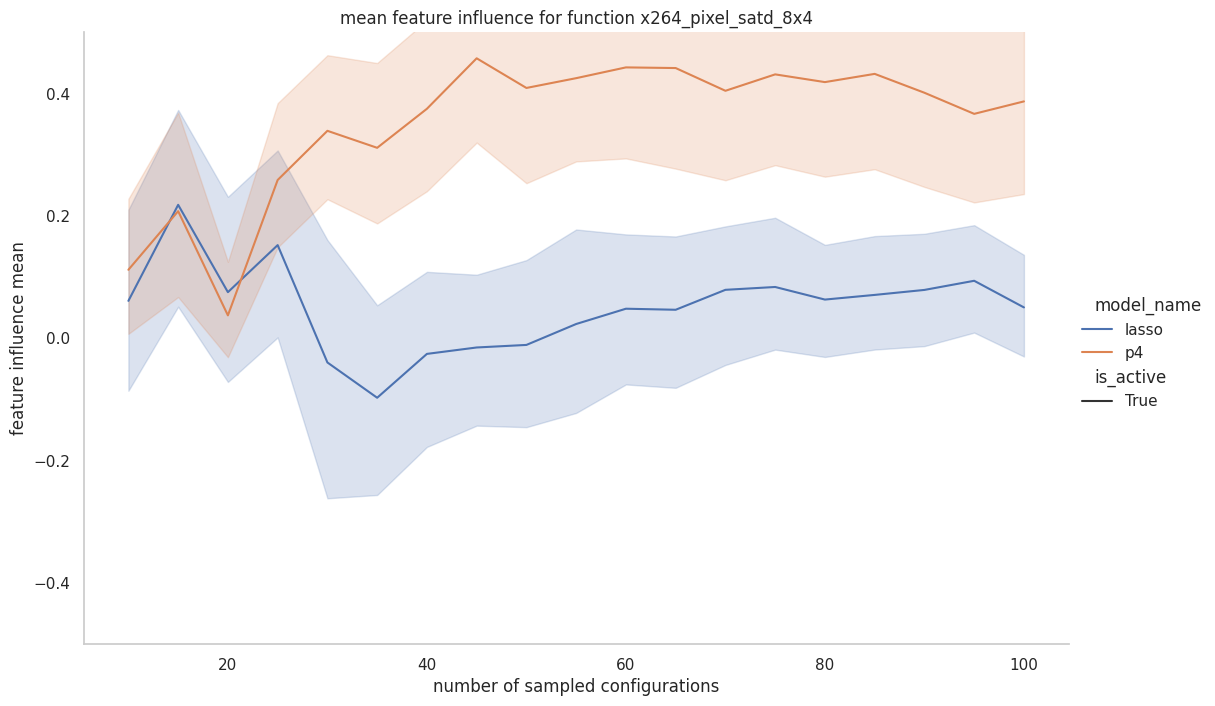 mean feature influence for function x264_pixel_satd_8x4
feature influence mean
0.4
0.2
0.0
−0.2
−0.4
20
40
60
80
100
number of sampled configurations
model_name
lasso
p4
is_active
True